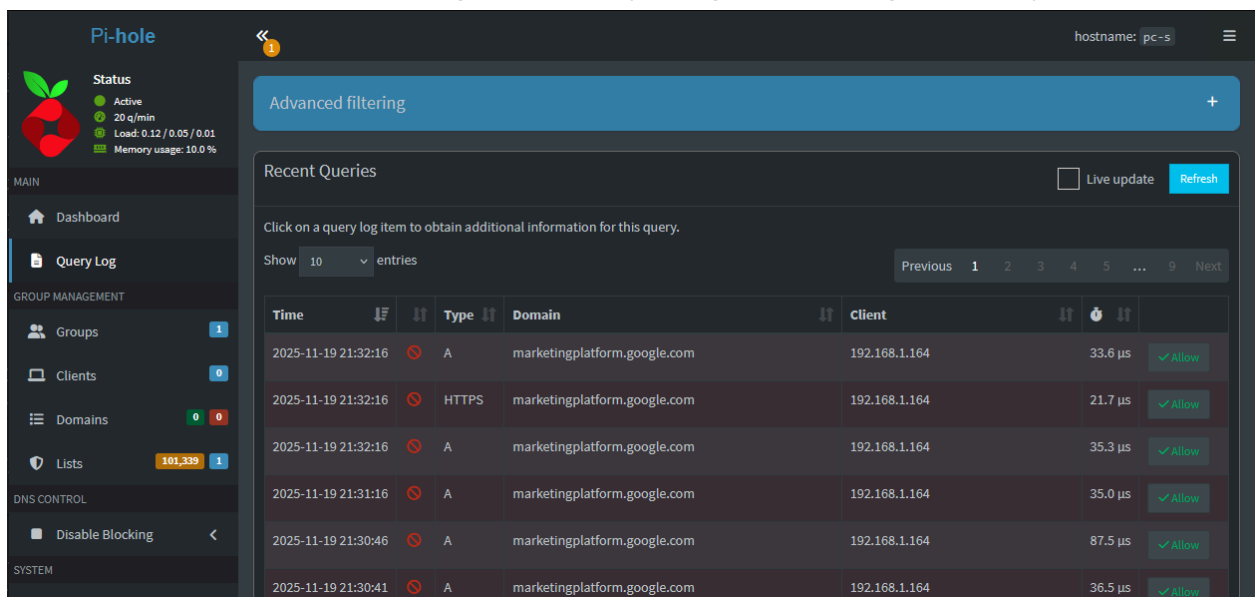 Pi-hole
1
hostname: pc-s
Status
Active
20 q/min
Load: 0.12 / 0.05 / 0.01
Memory usage: 10.0 %
Advanced filtering
MAIN
Dashboard
Query Log
GROUP MANAGEMENT
Groups 1
Clients 0
Domains 0 0
Lists 101,339 1
DNS CONTROL
Disable Blocking
SYSTEM
Recent Queries
Live update Refresh
Click on a query log item to obtain additional information for this query.
Show 10 entries
Previous 1 2 3 4 5 ... 9 Next
Time Type Domain Client
2025-11-19 21:32:16 A marketingplatform.google.com 192.168.1.164 33.6 µs Allow
2025-11-19 21:32:16 HTTPS marketingplatform.google.com 192.168.1.164 21.7 µs Allow
2025-11-19 21:32:16 A marketingplatform.google.com 192.168.1.164 35.3 µs Allow
2025-11-19 21:31:16 A marketingplatform.google.com 192.168.1.164 35.0 µs Allow
2025-11-19 21:30:46 A marketingplatform.google.com 192.168.1.164 87.5 µs Allow
2025-11-19 21:30:41 A marketingplatform.google.com 192.168.1.164 36.5 µs Allow